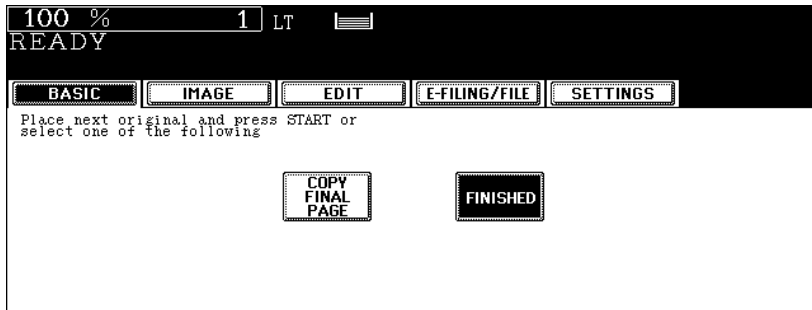 100 % 1 LT
READY
BASIC IMAGE EDIT E-FILING/FILE SETTINGS
Place next original and press START or
select one of the following
COPY
FINAL
PAGE
FINISHED